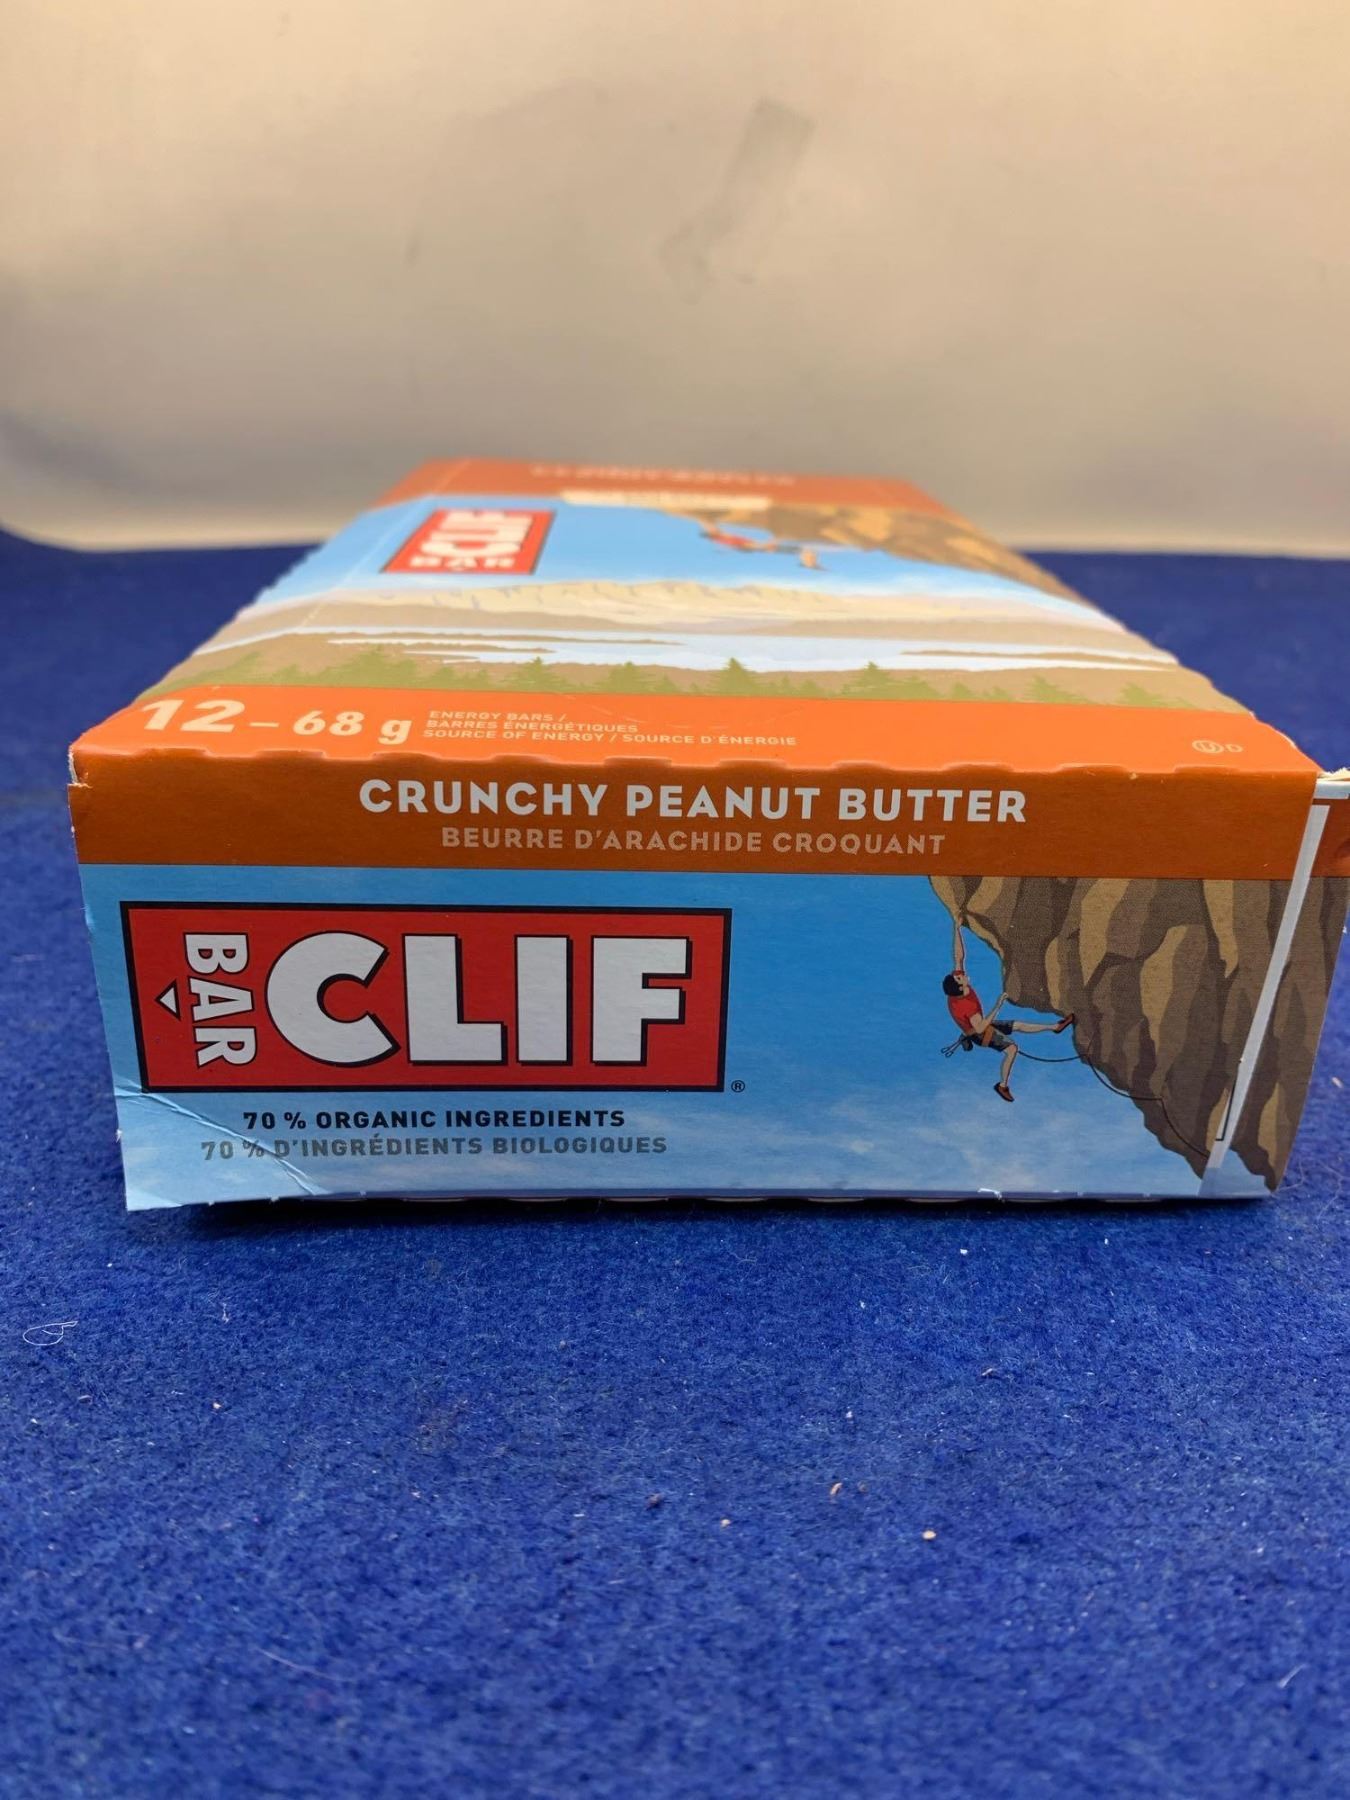 CLIF
BAR
12-68 g
ENERGY BARS /
BARRES ÉNERGÉTIQUES
SOURCE OF ENERGY / SOURCE D'ÉNERGIE
U D
CRUNCHY PEANUT BUTTER
BEURRE D'ARACHIDE CROQUANT
BAR
CLIF
®
70 % ORGANIC INGREDIENTS
70 % D'INGRÉDIENTS BIOLOGIQUES